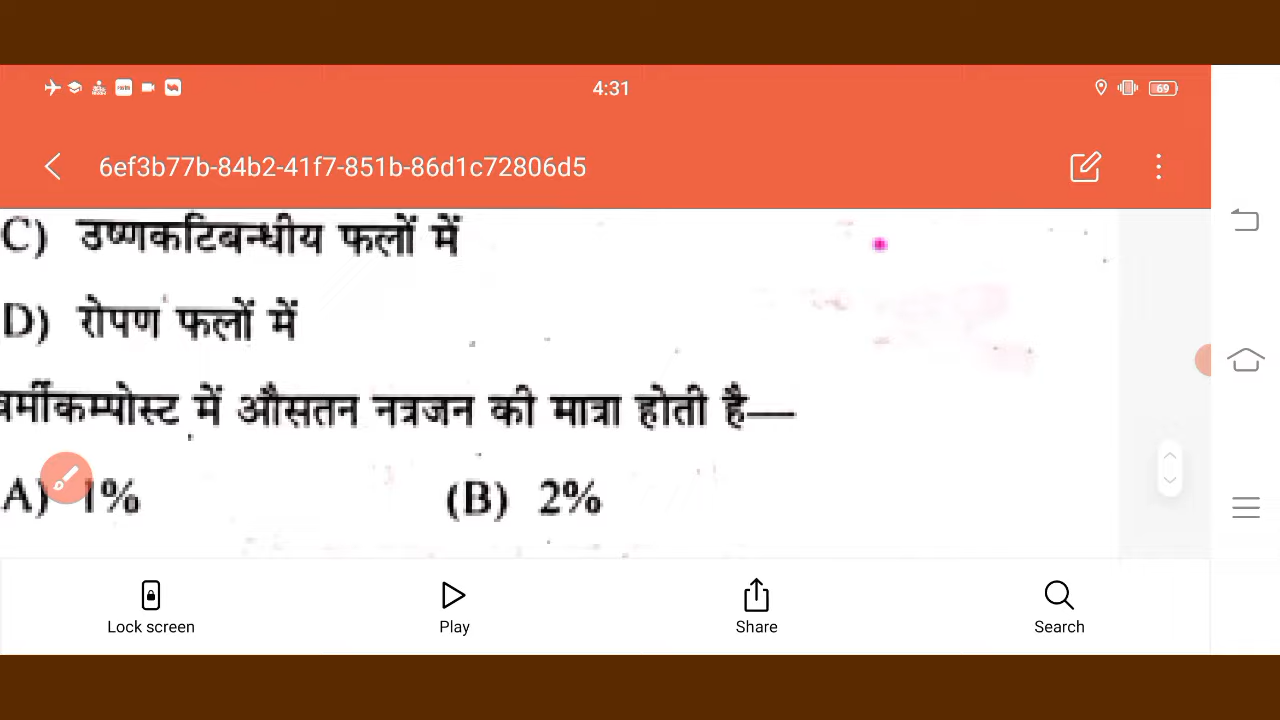 4:31
69
6ef3b77b-84b2-41f7-851b-86d1c72806d5
C) उष्णकटिबन्धीय फलों में
D) रोपण फलों में
वर्मीकम्पोस्ट में औसतन नत्रजन की मात्रा होती है—
A) 1% (B) 2%
Lock screen Play Share Search